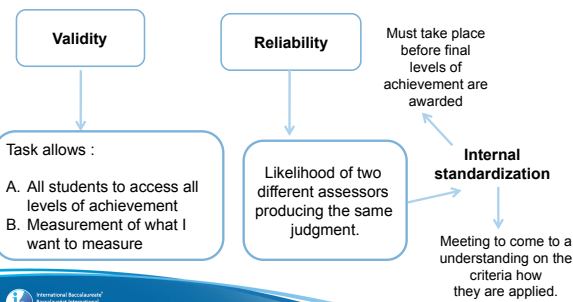 Validity
Reliability
Must take place
before final
levels of
achievement are
awarded
Task allows :
A. All students to access all
levels of achievement
B. Measurement of what I
want to measure
Likelihood of two
different assessors
producing the same
judgment.
Internal
standardization
Meeting to come to a
understanding on the
criteria how
they are applied.
International Baccalaureate®
Baccalauréat International